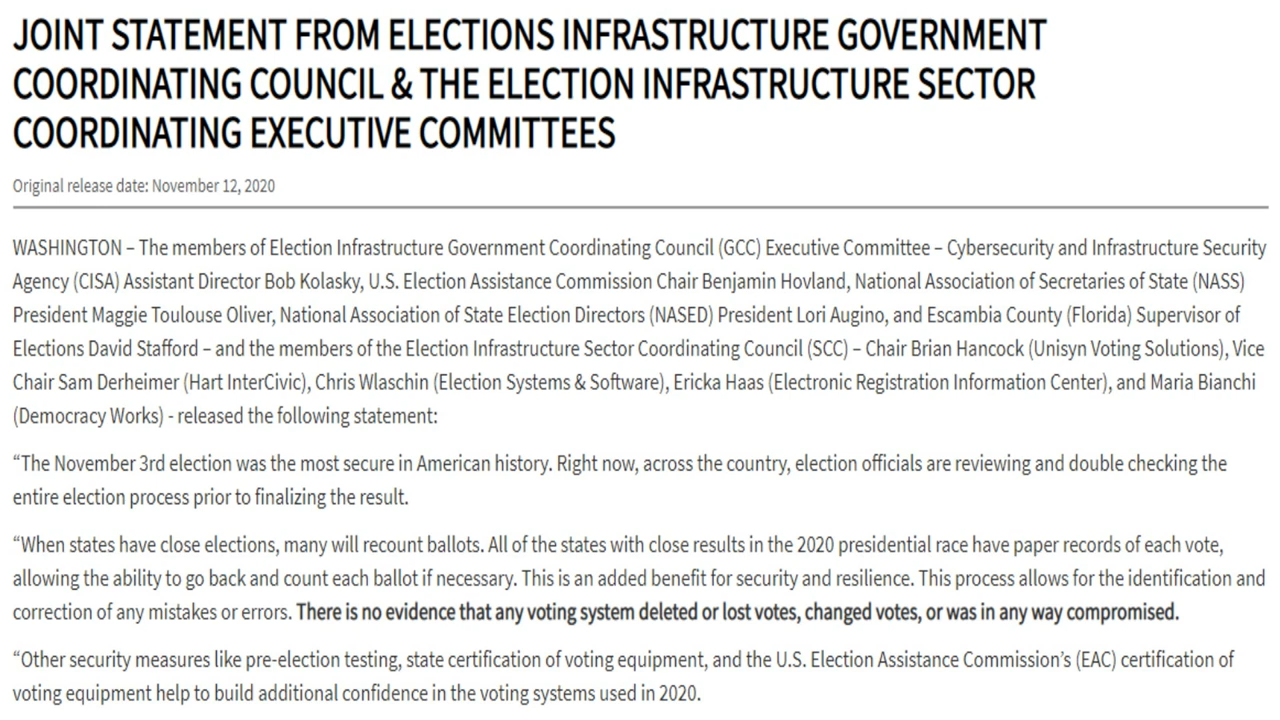 JOINT STATEMENT FROM ELECTIONS INFRASTRUCTURE GOVERNMENT
COORDINATING COUNCIL & THE ELECTION INFRASTRUCTURE SECTOR
COORDINATING EXECUTIVE COMMITTEES
Original release date: November 12, 2020
WASHINGTON – The members of Election Infrastructure Government Coordinating Council (GCC) Executive Committee – Cybersecurity and Infrastructure Security
Agency (CISA) Assistant Director Bob Kolasky, U.S. Election Assistance Commission Chair Benjamin Hovland, National Association of Secretaries of State (NASS)
President Maggie Toulouse Oliver, National Association of State Election Directors (NASED) President Lori Augino, and Escambia County (Florida) Supervisor of
Elections David Stafford – and the members of the Election Infrastructure Sector Coordinating Council (SCC) – Chair Brian Hancock (Unisyn Voting Solutions), Vice
Chair Sam Derheimer (Hart InterCivic), Chris Wlaschin (Election Systems & Software), Ericka Haas (Electronic Registration Information Center), and Maria Bianchi
(Democracy Works) - released the following statement:
“The November 3rd election was the most secure in American history. Right now, across the country, election officials are reviewing and double checking the
entire election process prior to finalizing the result.
“When states have close elections, many will recount ballots. All of the states with close results in the 2020 presidential race have paper records of each vote,
allowing the ability to go back and count each ballot if necessary. This is an added benefit for security and resilience. This process allows for the identification and
correction of any mistakes or errors. There is no evidence that any voting system deleted or lost votes, changed votes, or was in any way compromised.
“Other security measures like pre-election testing, state certification of voting equipment, and the U.S. Election Assistance Commission’s (EAC) certification of
voting equipment help to build additional confidence in the voting systems used in 2020.